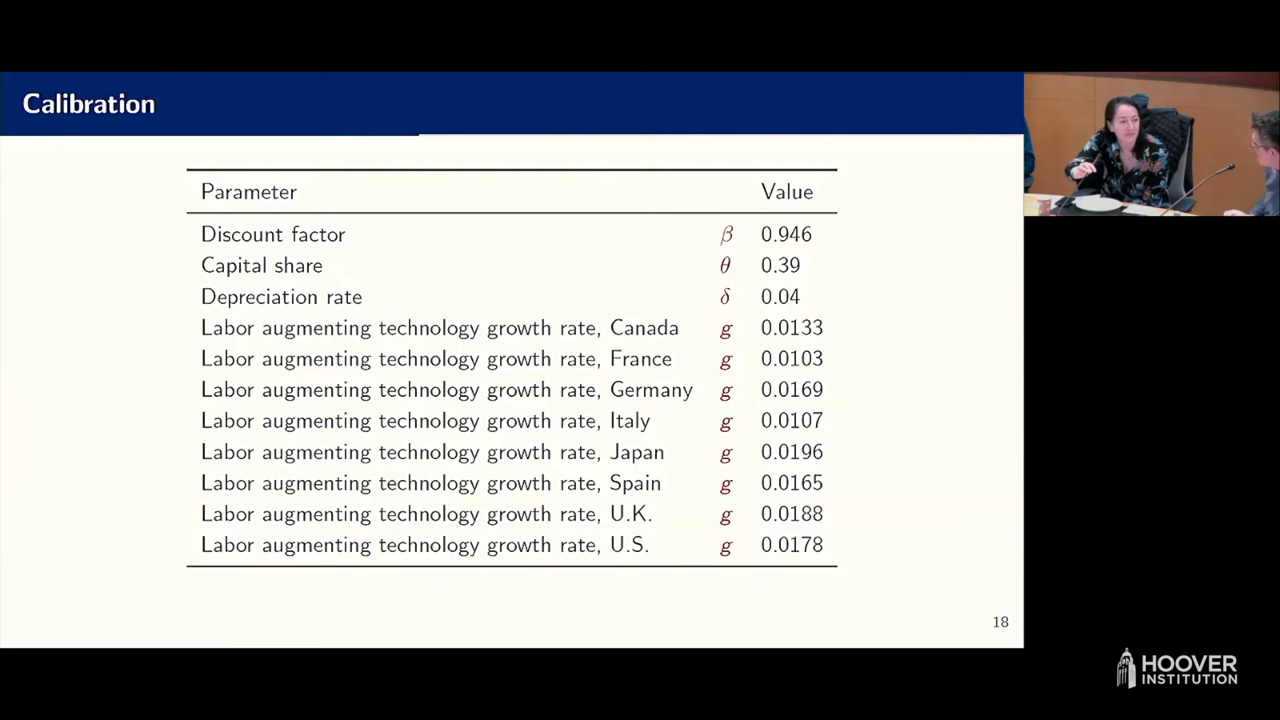 Calibration
Parameter Value
Discount factor β 0.946
Capital share θ 0.39
Depreciation rate δ 0.04
Labor augmenting technology growth rate, Canada g 0.0133
Labor augmenting technology growth rate, France g 0.0103
Labor augmenting technology growth rate, Germany g 0.0169
Labor augmenting technology growth rate, Italy g 0.0107
Labor augmenting technology growth rate, Japan g 0.0196
Labor augmenting technology growth rate, Spain g 0.0165
Labor augmenting technology growth rate, U.K. g 0.0188
Labor augmenting technology growth rate, U.S. g 0.0178
18
HOOVER
INSTITUTION